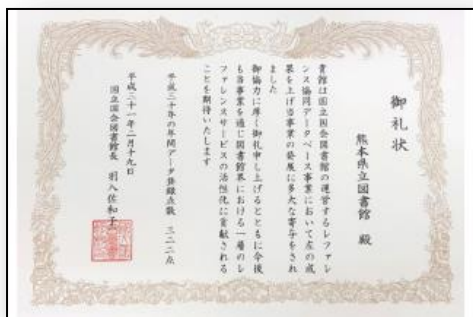 御礼状
熊本県立図書館 殿
貴館は国立国会図書館の運営するレファレ
ンス協同データベース事業において左の成
果を上げ当事業の発展に多大な寄与をされ
ました
御協力に厚く御礼申し上げるとともに今後
も当事業を通じ図書館界における一層のレ
ファレンスサービスの活性化に貢献される
ことを期待いたします
平成三十年の年間データ登録点数 三二二点
平成三十一年二月十九日
国立国会図書館長 羽入佐和子